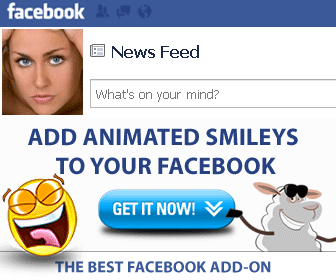 facebook
News Feed
What's on your mind?
ADD ANIMATED SMILEYS
TO YOUR FACEBOOK
GET IT NOW!
THE BEST FACEBOOK ADD-ON